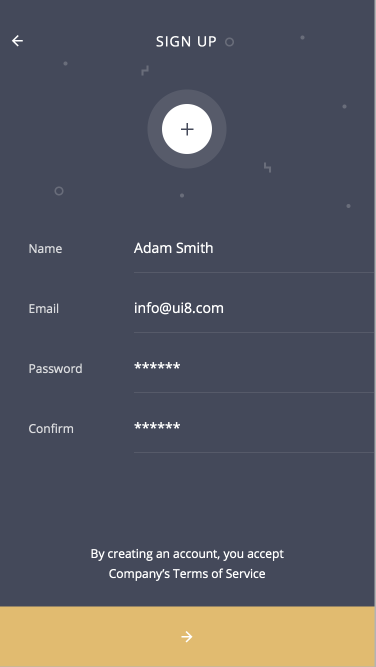 SIGN UP
Name Adam Smith
Email info@ui8.com
Password ******
Confirm ******
By creating an account, you accept
Company’s Terms of Service